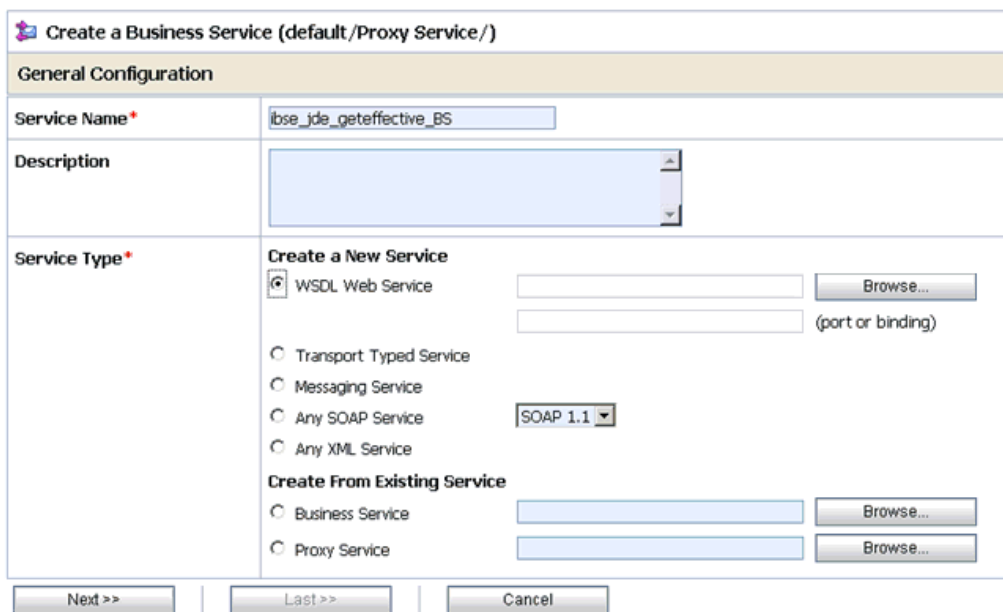 Create a Business Service (default/Proxy Service/)
General Configuration
Service Name*
ibse_jde_geteffective_BS
Description
Service Type*
Create a New Service
WSDL Web Service
Browse...
(port or binding)
Transport Typed Service
Messaging Service
Any SOAP Service
SOAP 1.1
Any XML Service
Create From Existing Service
Business Service
Browse...
Proxy Service
Browse...
Next >>
Last >>
Cancel